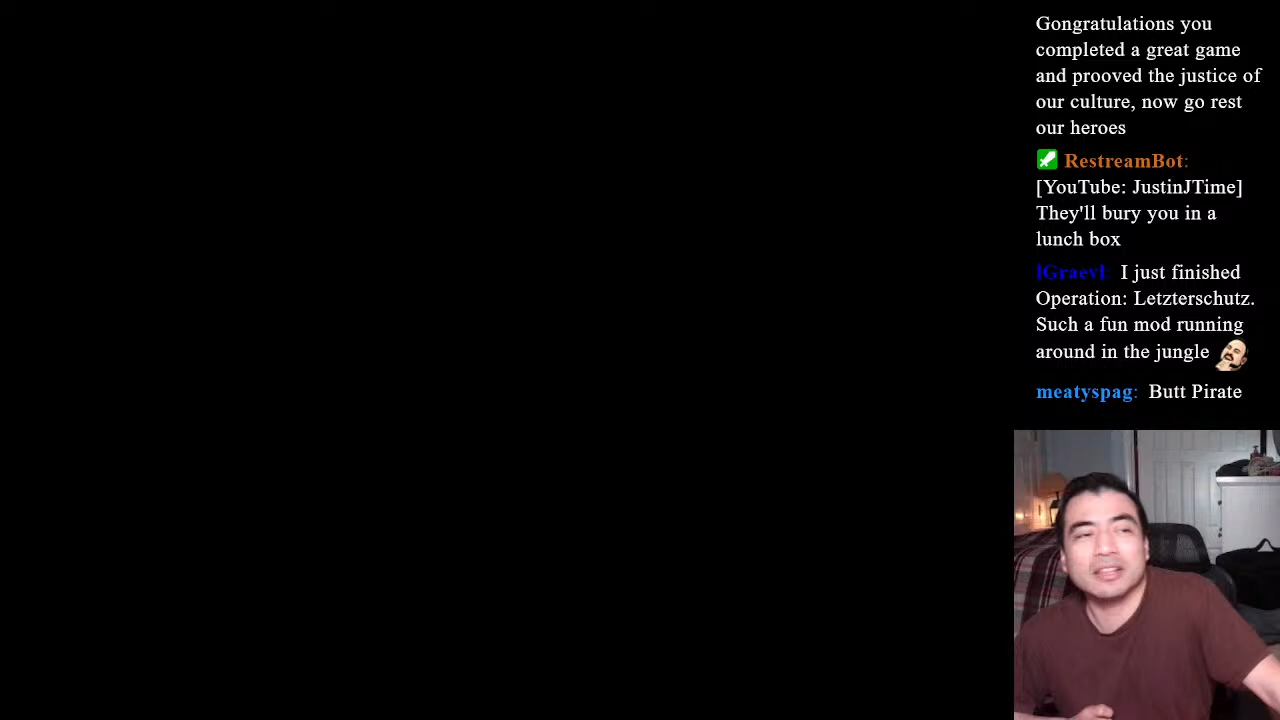 Gongratulations you
completed a great game
and prooved the justice of
our culture, now go rest
our heroes
RestreamBot:
[YouTube: JustinJTime]
They'll bury you in a
lunch box
lGraevl: I just finished
Operation: Letzterschutz.
Such a fun mod running
around in the jungle
meatyspag: Butt Pirate